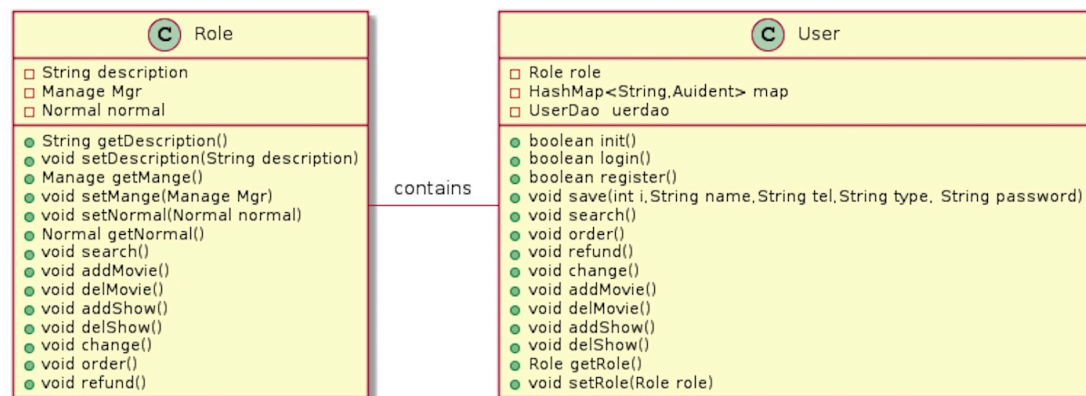 C Role
String description
Manage Mgr
Normal normal
String getDescription()
void setDescription(String description)
Manage getMange()
void setMange(Manage Mgr)
void setNormal(Normal normal)
Normal getNormal()
void search()
void addMovie()
void delMovie()
void addShow()
void delShow()
void change()
void order()
void refund()
contains
C User
Role role
HashMap<String,Auident> map
UserDao uerdao
boolean init()
boolean login()
boolean register()
void save(int i,String name,String tel,String type, String password)
void search()
void order()
void refund()
void change()
void addMovie()
void delMovie()
void addShow()
void delShow()
Role getRole()
void setRole(Role role)